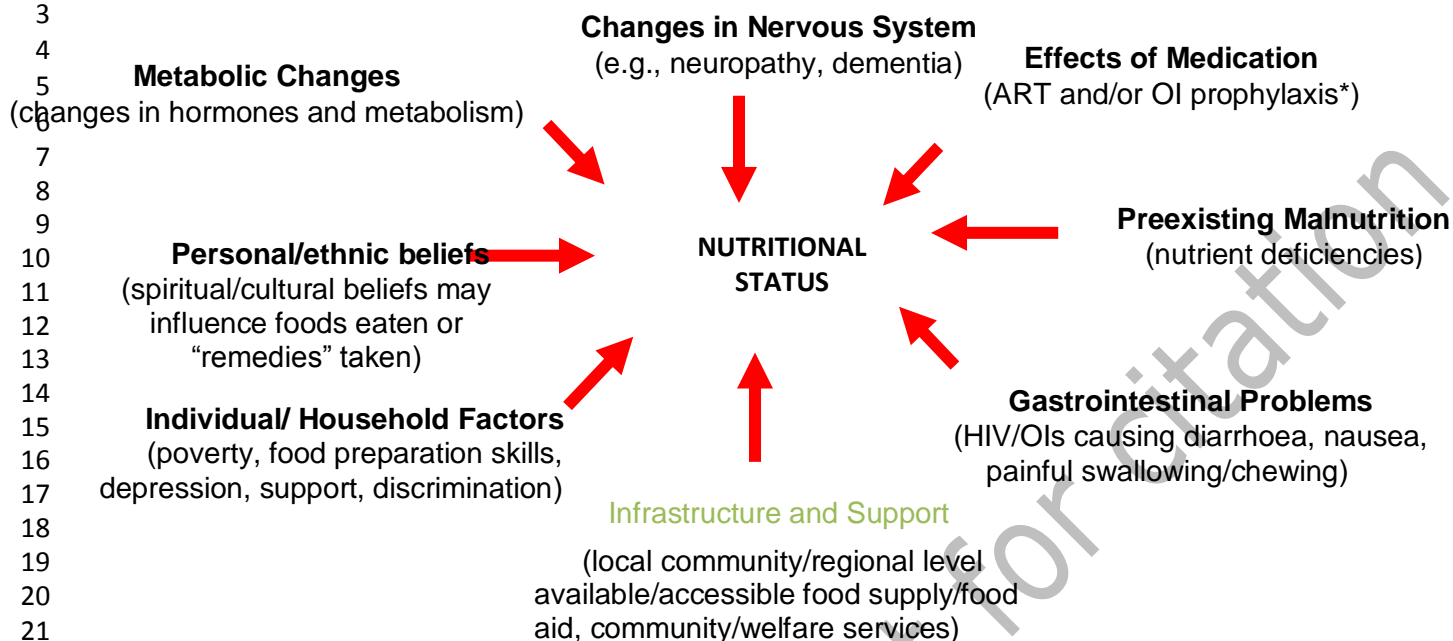 3
4
5
6
7
8
9
10
11
12
13
14
15
16
17
18
19
20
21
Changes in Nervous System
(e.g., neuropathy, dementia)
Effects of Medication
(ART and/or OI prophylaxis*)
Metabolic Changes
(changes in hormones and metabolism)
Preexisting Malnutrition
(nutrient deficiencies)
NUTRITIONAL
STATUS
Personal/ethnic beliefs
(spiritual/cultural beliefs may
influence foods eaten or
“remedies” taken)
Gastrointestinal Problems
(HIV/OIs causing diarrhoea, nausea,
painful swallowing/chewing)
Individual/ Household Factors
(poverty, food preparation skills,
depression, support, discrimination)
Infrastructure and Support
(local community/regional level
available/accessible food supply/food
aid, community/welfare services)
for citation